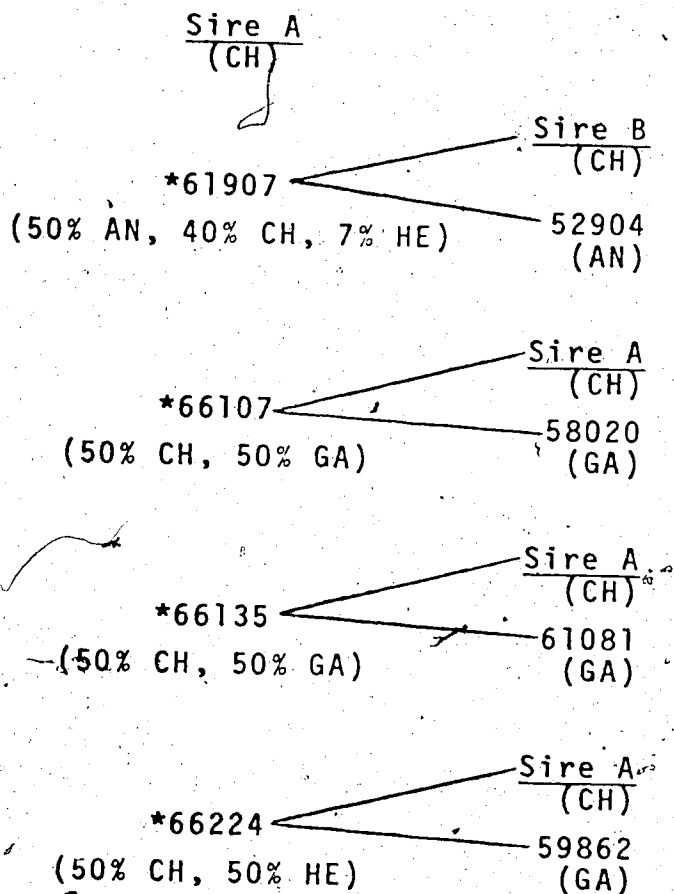 Sire A
(CH)
Sire B
(CH)
*61907
(50% AN, 40% CH, 7% HE)
52904
(AN)
Sire A
(CH)
*66107
58020
(50% CH, 50% GA)
(GA)
Sire A
(CH)
*66135
61081
(50% CH, 50% GA)
(GA)
Sire A
(CH)
*66224
59862
(50% CH, 50% HE)
(GA)